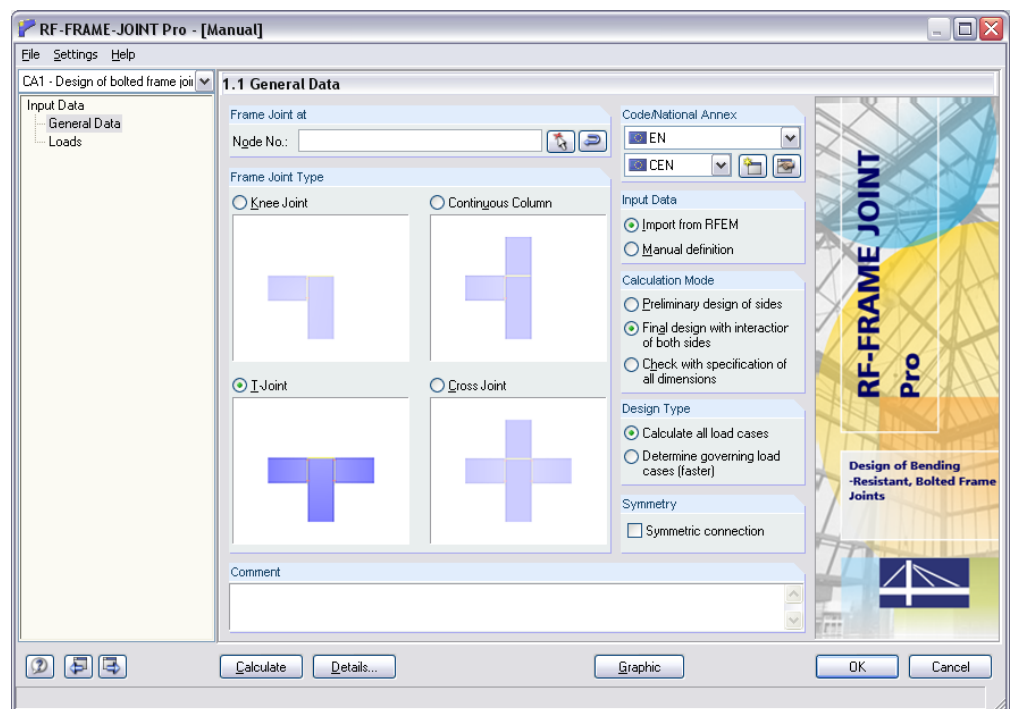 RF-FRAME-JOINT Pro - [Manual]
File Settings Help
CA1 - Design of bolted frame joir
1.1 General Data
Input Data
General Data
Loads
Frame Joint at
Node No.:
Frame Joint Type
Knee Joint
Continuous Column
T-Joint
Cross Joint
Code/National Annex
EN
CEN
Input Data
Import from RFEM
Manual definition
Calculation Mode
Preliminary design of sides
Final design with interactior
of both sides
Check with specification of
all dimensions
Design Type
Calculate all load cases
Determine governing load
cases (faster)
Symmetry
Symmetric connection
Comment
RF-FRAME JOINT
Pro
Design of Bending
-Resistant, Bolted Frame
Joints
Calculate
Details...
Graphic
OK
Cancel